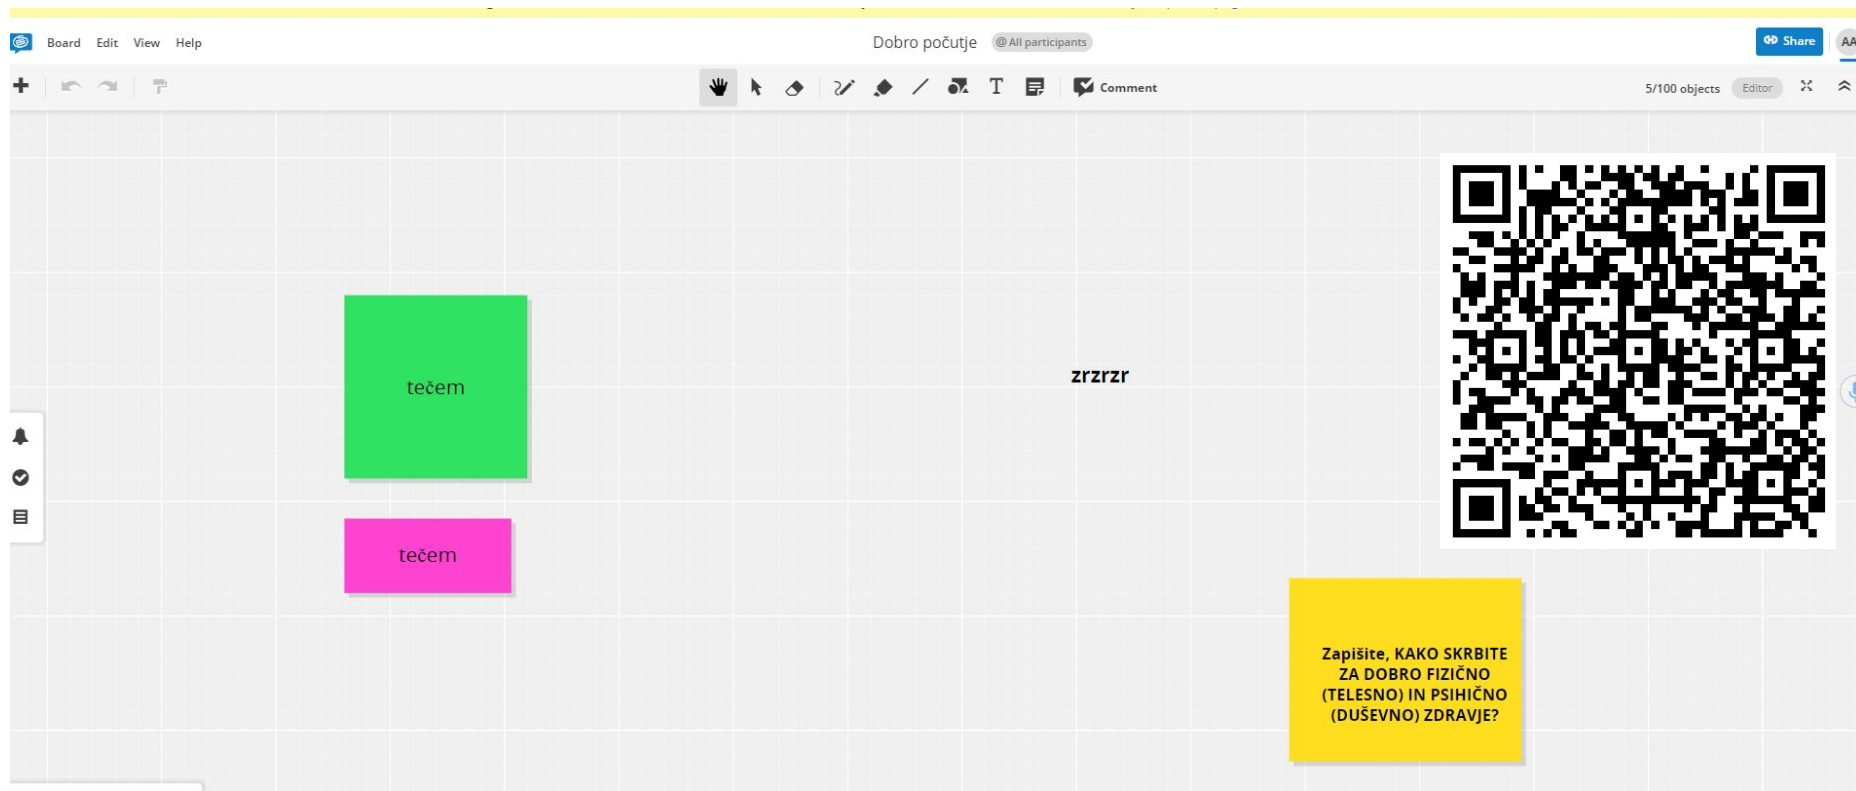 Board Edit View Help
Dobro počutje @ All participants
Share
AA
Comment
5/100 objects Editor
tečem
zrzrzr
tečem
Zapišite, KAKO SKRBITE
ZA DOBRO FIZIČNO
(TELESNO) IN PSIHIČNO
(DUŠEVNO) ZDRAVJE?